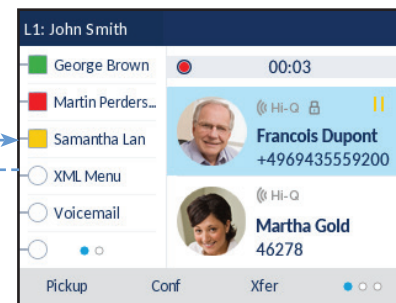 L1: John Smith
George Brown
00:03
Martin Perders...
Hi-Q
Samantha Lan
Francois Dupont
+4969435559200
XML Menu
Hi-Q
Voicemail
Martha Gold
46278
Pickup Conf Xfer